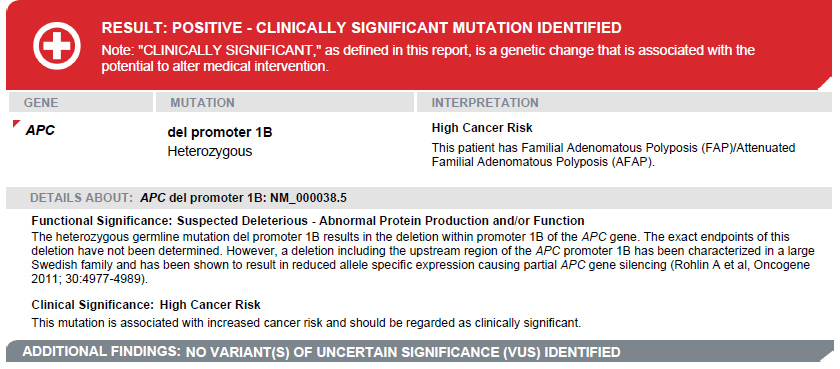 RESULT: POSITIVE - CLINICALLY SIGNIFICANT MUTATION IDENTIFIED
Note: "CLINICALLY SIGNIFICANT," as defined in this report, is a genetic change that is associated with the
potential to alter medical intervention.
GENE MUTATION INTERPRETATION
APC del promoter 1B High Cancer Risk
Heterozygous This patient has Familial Adenomatous Polyposis (FAP)/Attenuated
Familial Adenomatous Polyposis (AFAP).
DETAILS ABOUT: APC del promoter 1B: NM_000038.5
Functional Significance: Suspected Deleterious - Abnormal Protein Production and/or Function
The heterozygous germline mutation del promoter 1B results in the deletion within promoter 1B of the APC gene. The exact endpoints of this
deletion have not been determined. However, a deletion including the upstream region of the APC promoter 1B has been characterized in a large
Swedish family and has been shown to result in reduced allele specific expression causing partial APC gene silencing (Rohlin A et al, Oncogene
2011; 30:4977-4989).
Clinical Significance: High Cancer Risk
This mutation is associated with increased cancer risk and should be regarded as clinically significant.
ADDITIONAL FINDINGS: NO VARIANT(S) OF UNCERTAIN SIGNIFICANCE (VUS) IDENTIFIED